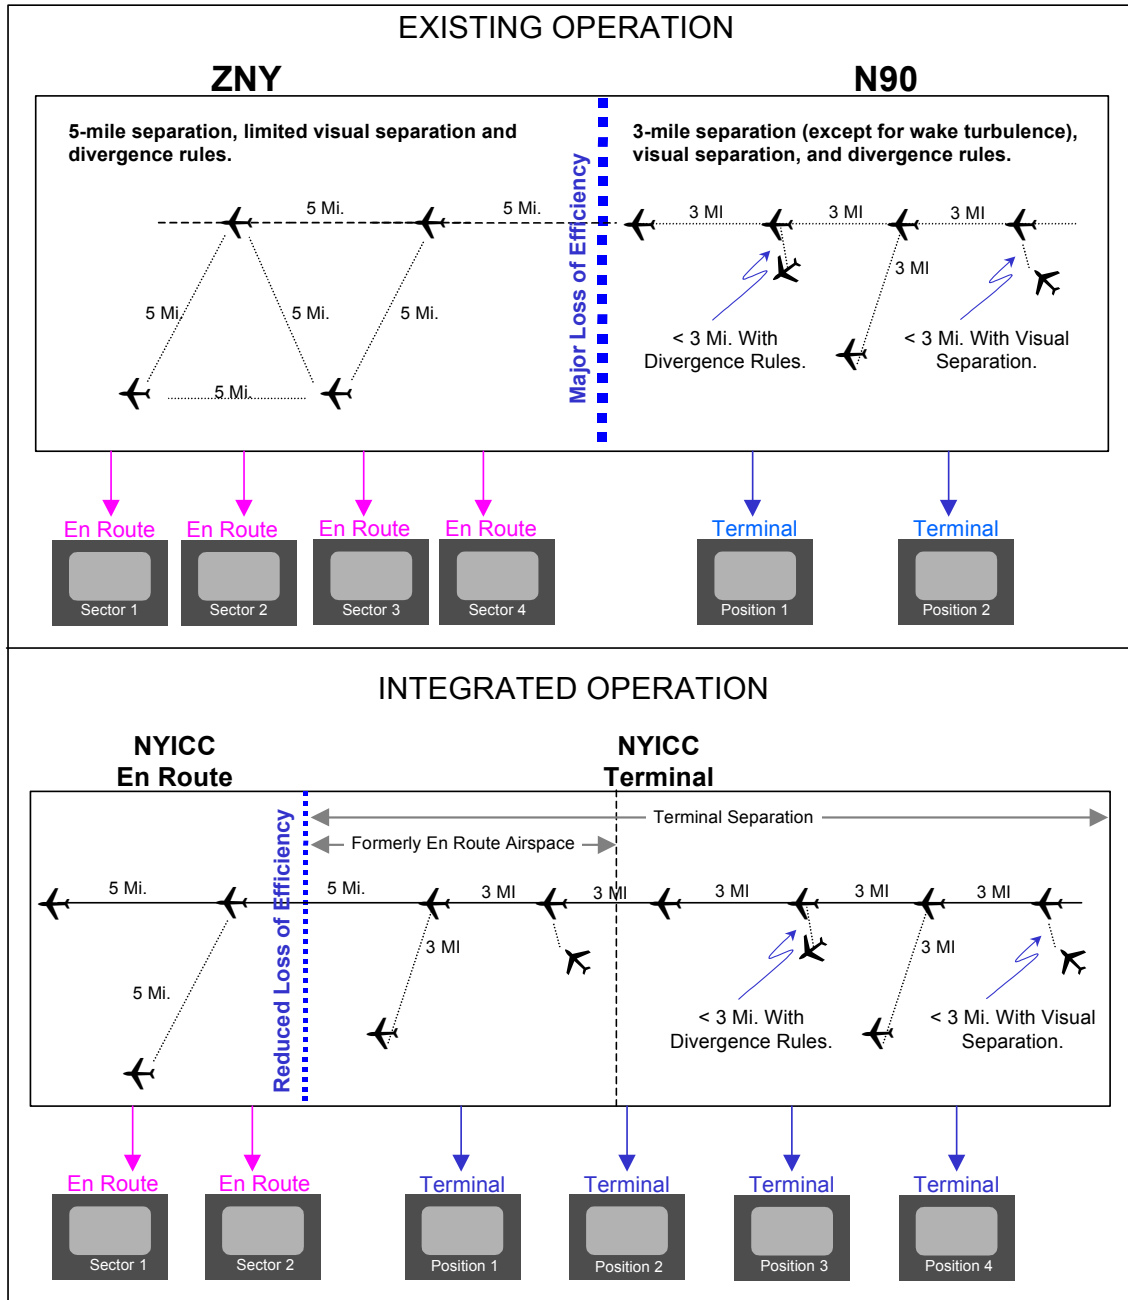 EXISTING OPERATION
ZNY
N90
5-mile separation, limited visual separation and
divergence rules.
3-mile separation (except for wake turbulence),
visual separation, and divergence rules.
Major Loss of Efficiency
5 Mi.
5 Mi.
3 MI
3 MI
3 MI
5 Mi.
5 Mi.
5 Mi.
3 MI
< 3 Mi. With
Divergence Rules.
< 3 Mi. With Visual
Separation.
5 Mi.
En Route
En Route
En Route
En Route
Terminal
Terminal
Sector 1
Sector 2
Sector 3
Sector 4
Position 1
Position 2
INTEGRATED OPERATION
NYICC
En Route
NYICC
Terminal
Reduced Loss of Efficiency
Terminal Separation
Formerly En Route Airspace
5 Mi.
5 Mi.
3 MI
3 MI
3 MI
3 MI
3 MI
3 MI
3 MI
5 Mi.
< 3 Mi. With
Divergence Rules.
< 3 Mi. With Visual
Separation.
En Route
En Route
Terminal
Terminal
Terminal
Terminal
Sector 1
Sector 2
Position 1
Position 2
Position 3
Position 4